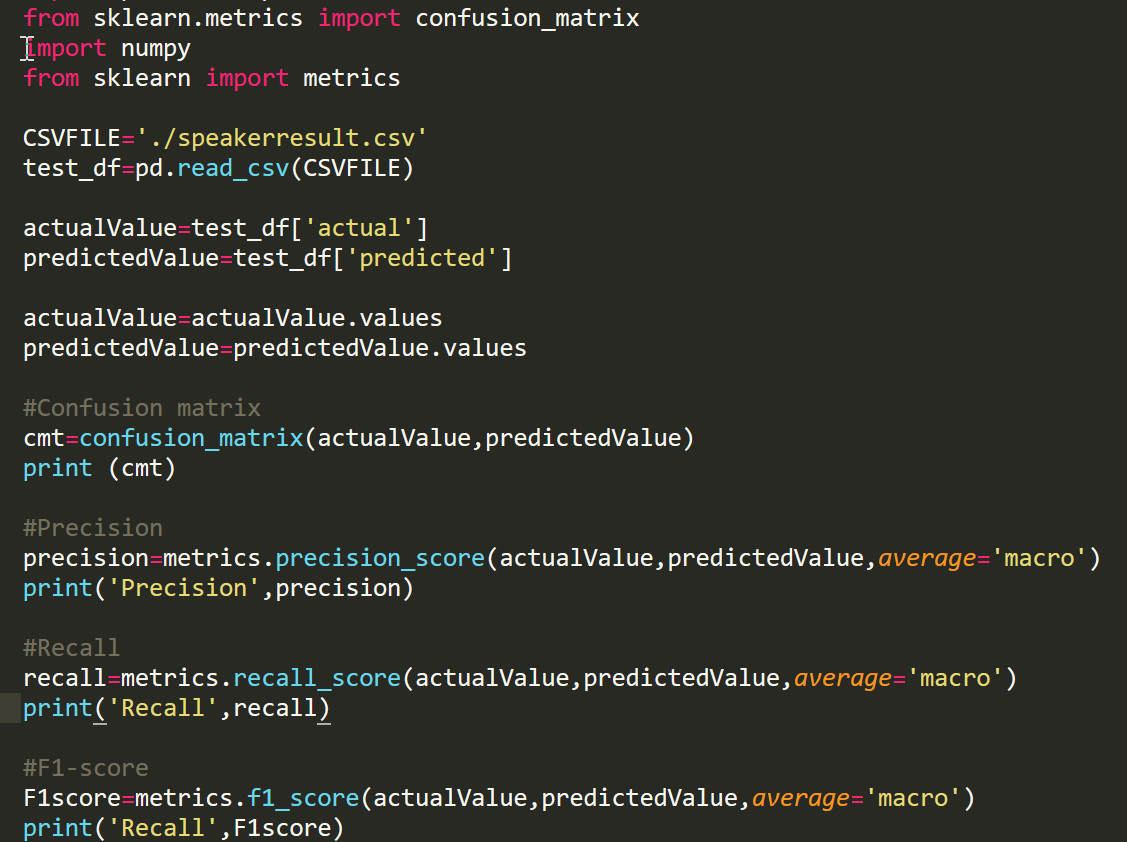 from sklearn.metrics import confusion_matrix
import numpy
from sklearn import metrics
CSVFILE='./speakerresult.csv'
test_df=pd.read_csv(CSVFILE)
actualValue=test_df['actual']
predictedValue=test_df['predicted']
actualValue=actualValue.values
predictedValue=predictedValue.values
#Confusion matrix
cmt=confusion_matrix(actualValue,predictedValue)
print (cmt)
#Precision
precision=metrics.precision_score(actualValue,predictedValue,average='macro')
print('Precision',precision)
#Recall
recall=metrics.recall_score(actualValue,predictedValue,average='macro')
print('Recall',recall)
#F1-score
F1score=metrics.f1_score(actualValue,predictedValue,average='macro')
print('Recall',F1score)